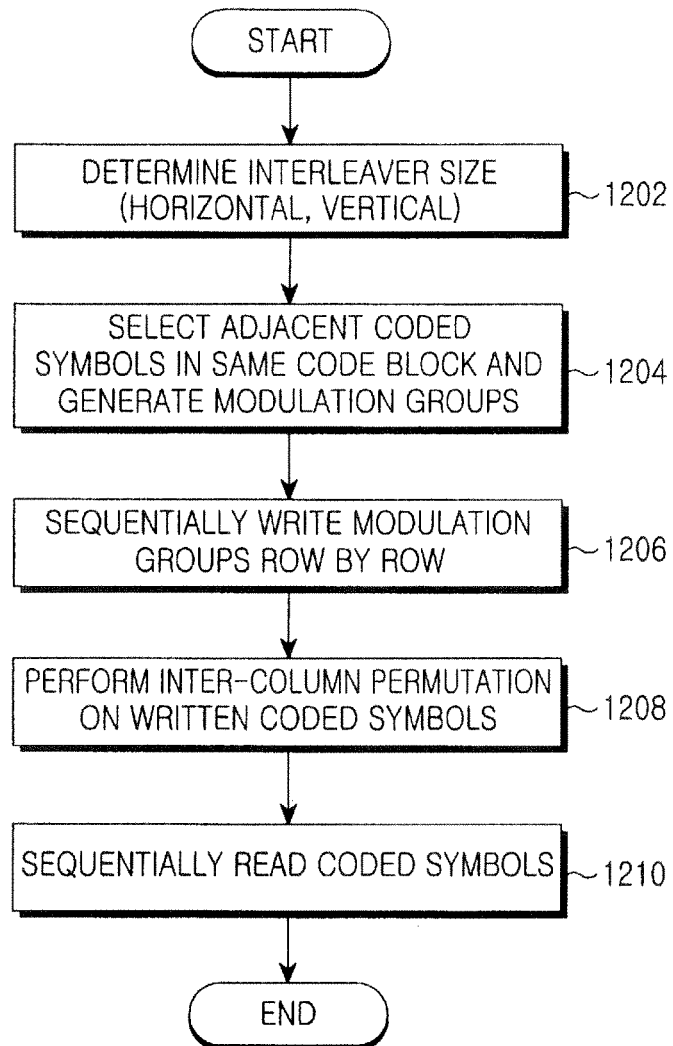 START
DETERMINE INTERLEAVER SIZE
(HORIZONTAL, VERTICAL)
1202
SELECT ADJACENT CODED
SYMBOLS IN SAME CODE BLOCK AND
GENERATE MODULATION GROUPS
1204
SEQUENTIALLY WRITE MODULATION
GROUPS ROW BY ROW
1206
PERFORM INTER-COLUMN PERMUTATION
ON WRITTEN CODED SYMBOLS
1208
SEQUENTIALLY READ CODED SYMBOLS
1210
END